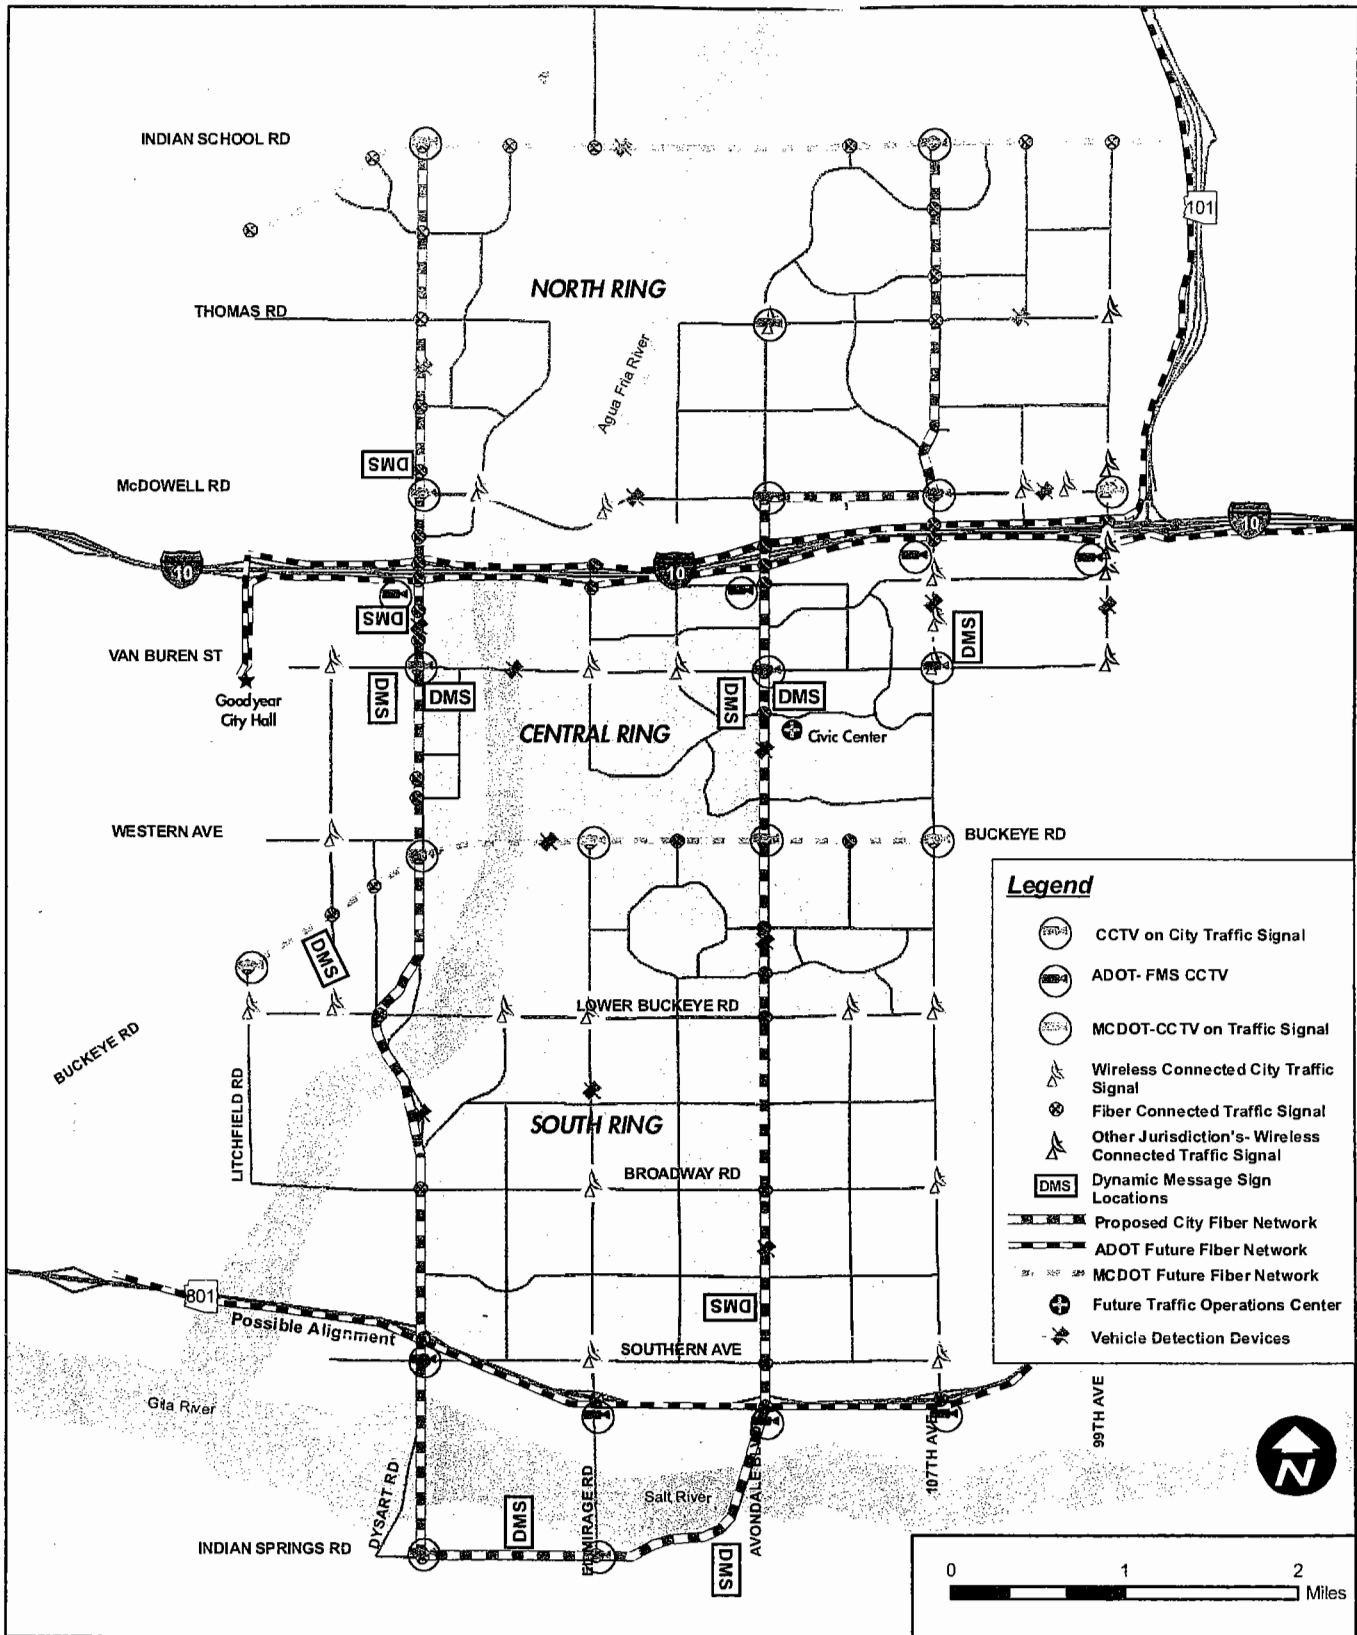 INDIAN SCHOOL RD
101
NORTH RING
THOMAS RD
Agua Fria River
DMS
McDOWELL RD
10
10
10
DMS
DMS
VAN BUREN ST
DMS
DMS
DMS
DMS
Goodyear
City Hall
CENTRAL RING
Civic Center
WESTERN AVE
BUCKEYE RD
Legend
CCTV on City Traffic Signal
ADOT- FMS CCTV
MCDOT-CCTV on Traffic Signal
Wireless Connected City Traffic
Signal
Fiber Connected Traffic Signal
Other Jurisdiction's- Wireless
Connected Traffic Signal
DMS
Dynamic Message Sign
Locations
Proposed City Fiber Network
ADOT Future Fiber Network
MCDOT Future Fiber Network
Future Traffic Operations Center
Vehicle Detection Devices
DMS
LOWER BUCKEYE RD
BUCKEYE RD
LITCHFIELD RD
SOUTH RING
BROADWAY RD
801
Possible Alignment
DMS
SOUTHERN AVE
Gila River
99TH AVE
107TH AVE
N
DYSART RD
EL MIRAGE RD
Salt River
AVONDALE BLVD
DMS
INDIAN SPRINGS RD
DMS
0 1 2
Miles